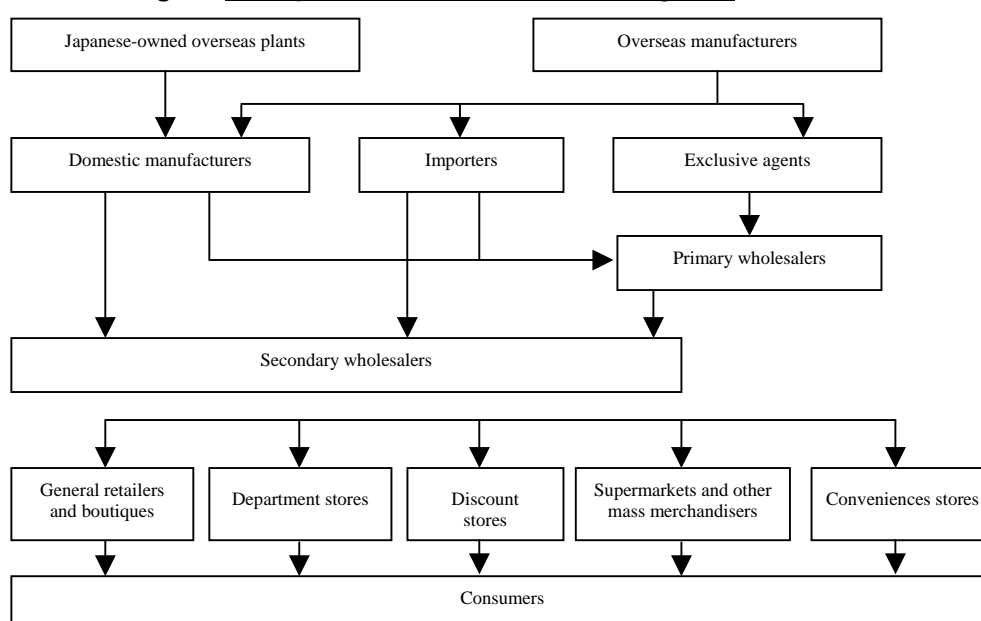 Japanese-owned overseas plants
Overseas manufacturers
Domestic manufacturers
Importers
Exclusive agents
Primary wholesalers
Secondary wholesalers
General retailers
and boutiques
Department stores
Discount
stores
Supermarkets and other
mass merchandisers
Conveniences stores
Consumers